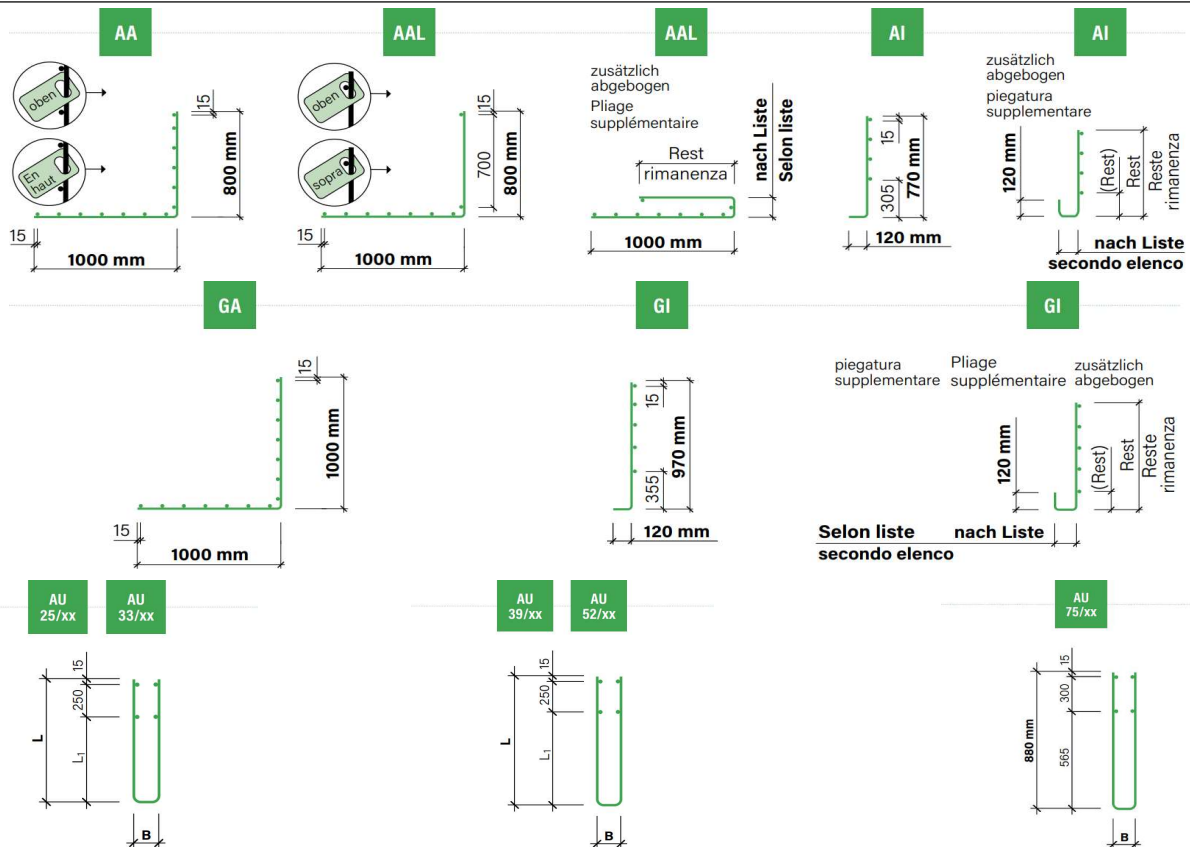 AA
AAL
AAL
AI
AI
oben
En
haut
15
800 mm
15
1000 mm
oben
sopra
15
700
800 mm
15
1000 mm
zusätzlich
abgebogen
Pliage
supplémentaire
Rest
rimanenza
nach Liste
Selon liste
1000 mm
15
305
770 mm
120 mm
zusätzlich
abgebogen
piegatura
supplementare
120 mm
(Rest)
Rest
Reste
rimanenza
nach Liste
secondo elenco
GA
GI
GI
15
1000 mm
15
1000 mm
15
355
970 mm
120 mm
piegatura
supplementare
Pliage
supplémentaire
zusätzlich
abgebogen
120 mm
(Rest)
Rest
Reste
rimanenza
Selon liste
nach Liste
secondo elenco
AU
25/xx
AU
33/xx
AU
39/xx
AU
52/xx
AU
75/xx
15
250
L
L1
B
15
250
L
L1
B
15
300
880 mm
565
B